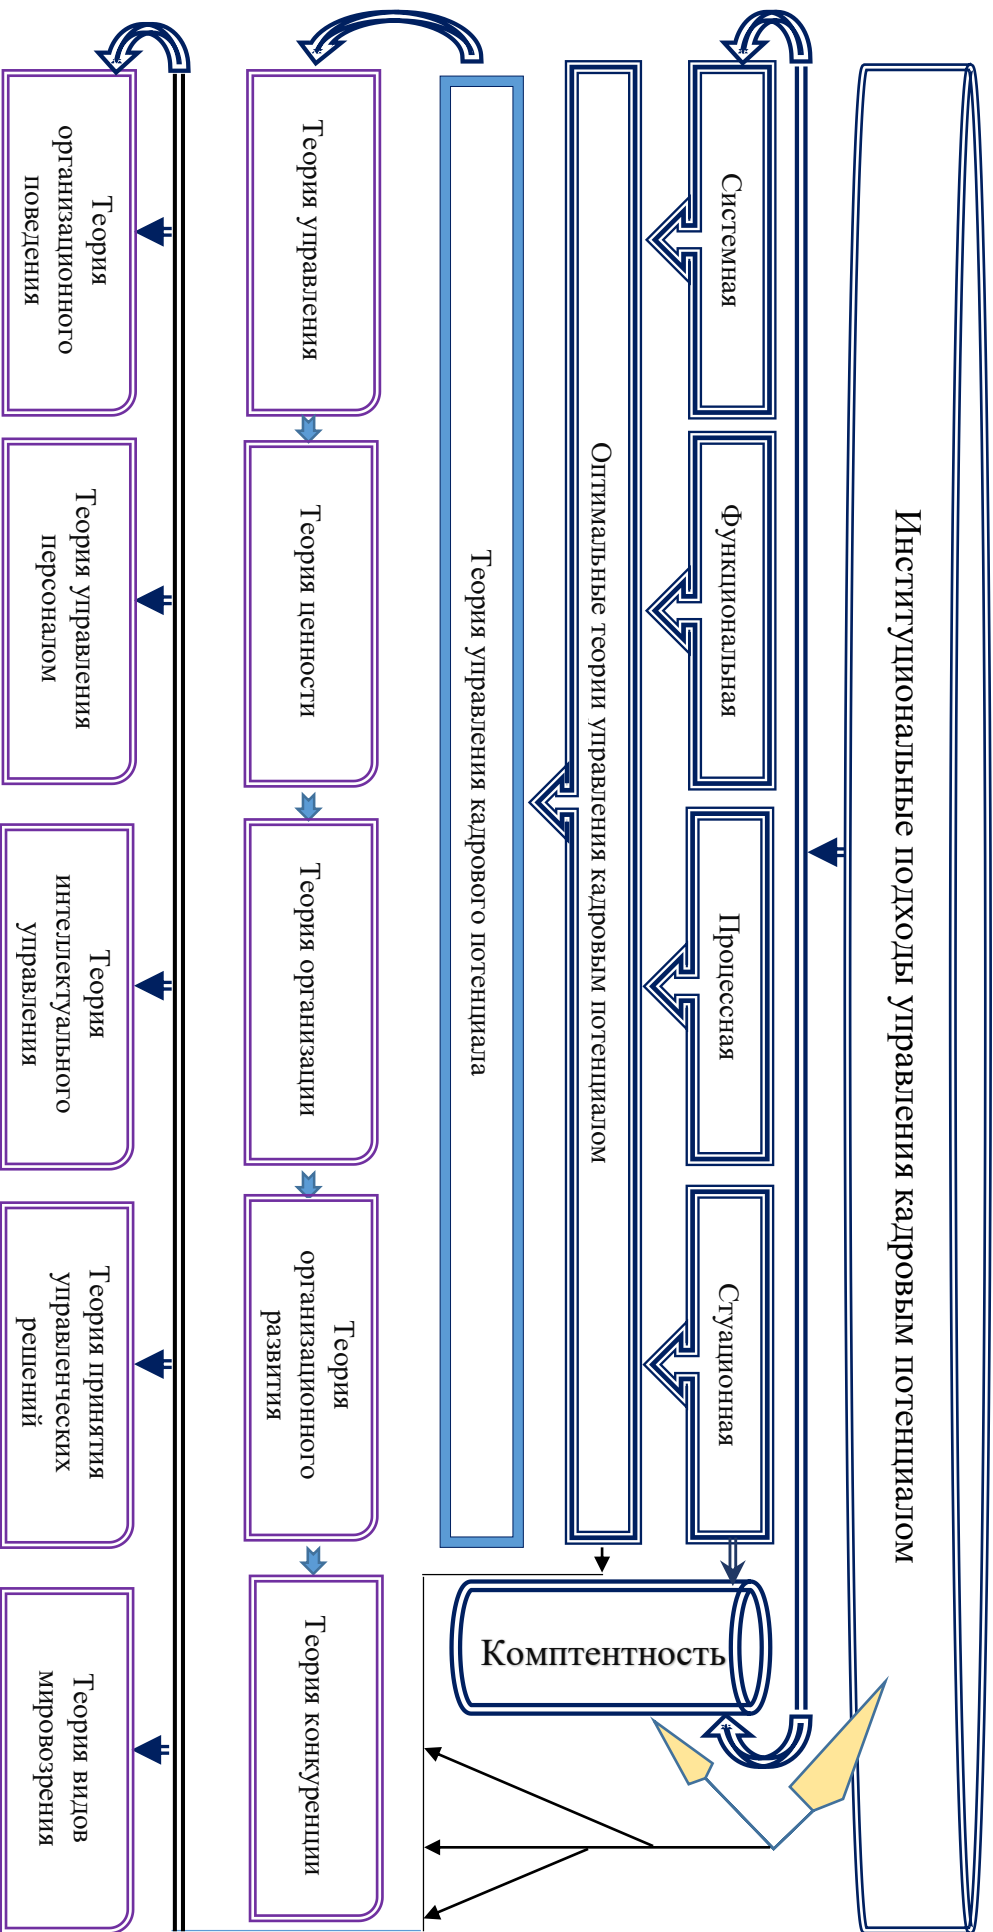 Институциональные подходы управления кадровым потенциалом
Системная
Функциональная
Процессная
Стуационная
Комптентность
Оптимальные теории управления кадровым потенциалом
Теория управления кадрового потенциала
Теория управления
Теория ценности
Теория организации
Теория
организационного
развития
Теория конкуренции
Теория
организационного
поведения
Теория управления
персоналом
Теория
интеллектуального
управления
Теория принятия
управленческих
решений
Теория видов
мировозрения